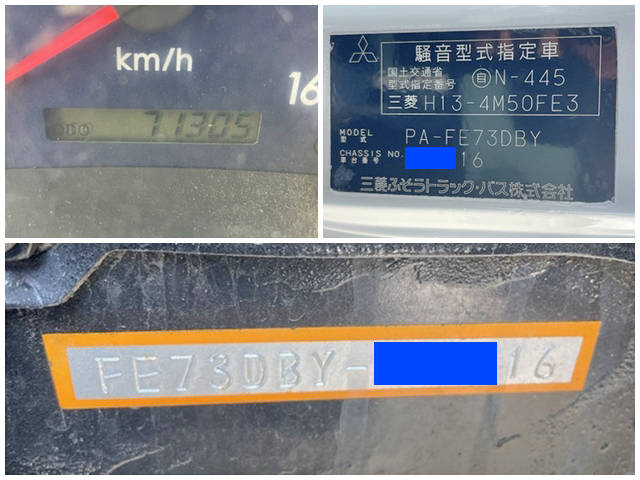 km/h
16
ODO 71305
騒音型式指定車
国土交通省
型式指定番号 自N-445
三菱 H13-4M50FE3
MODEL
型式 PA-FE73DBY
CHASSIS NO.
車台番号 16
三菱ふそうトラック・バス株式会社
FE73DBY- 16